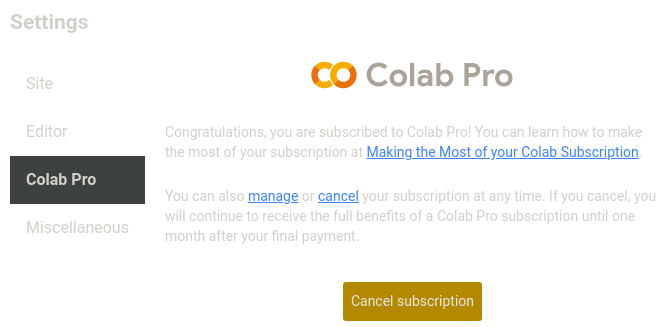 Settings
Site
Editor
Colab Pro
Miscellaneous
Colab Pro
Congratulations, you are subscribed to Colab Pro! You can learn how to make
the most of your subscription at Making the Most of your Colab Subscription.
You can also manage or cancel your subscription at any time. If you cancel, you
will continue to receive the full benefits of a Colab Pro subscription until one
month after your final payment.
Cancel subscription